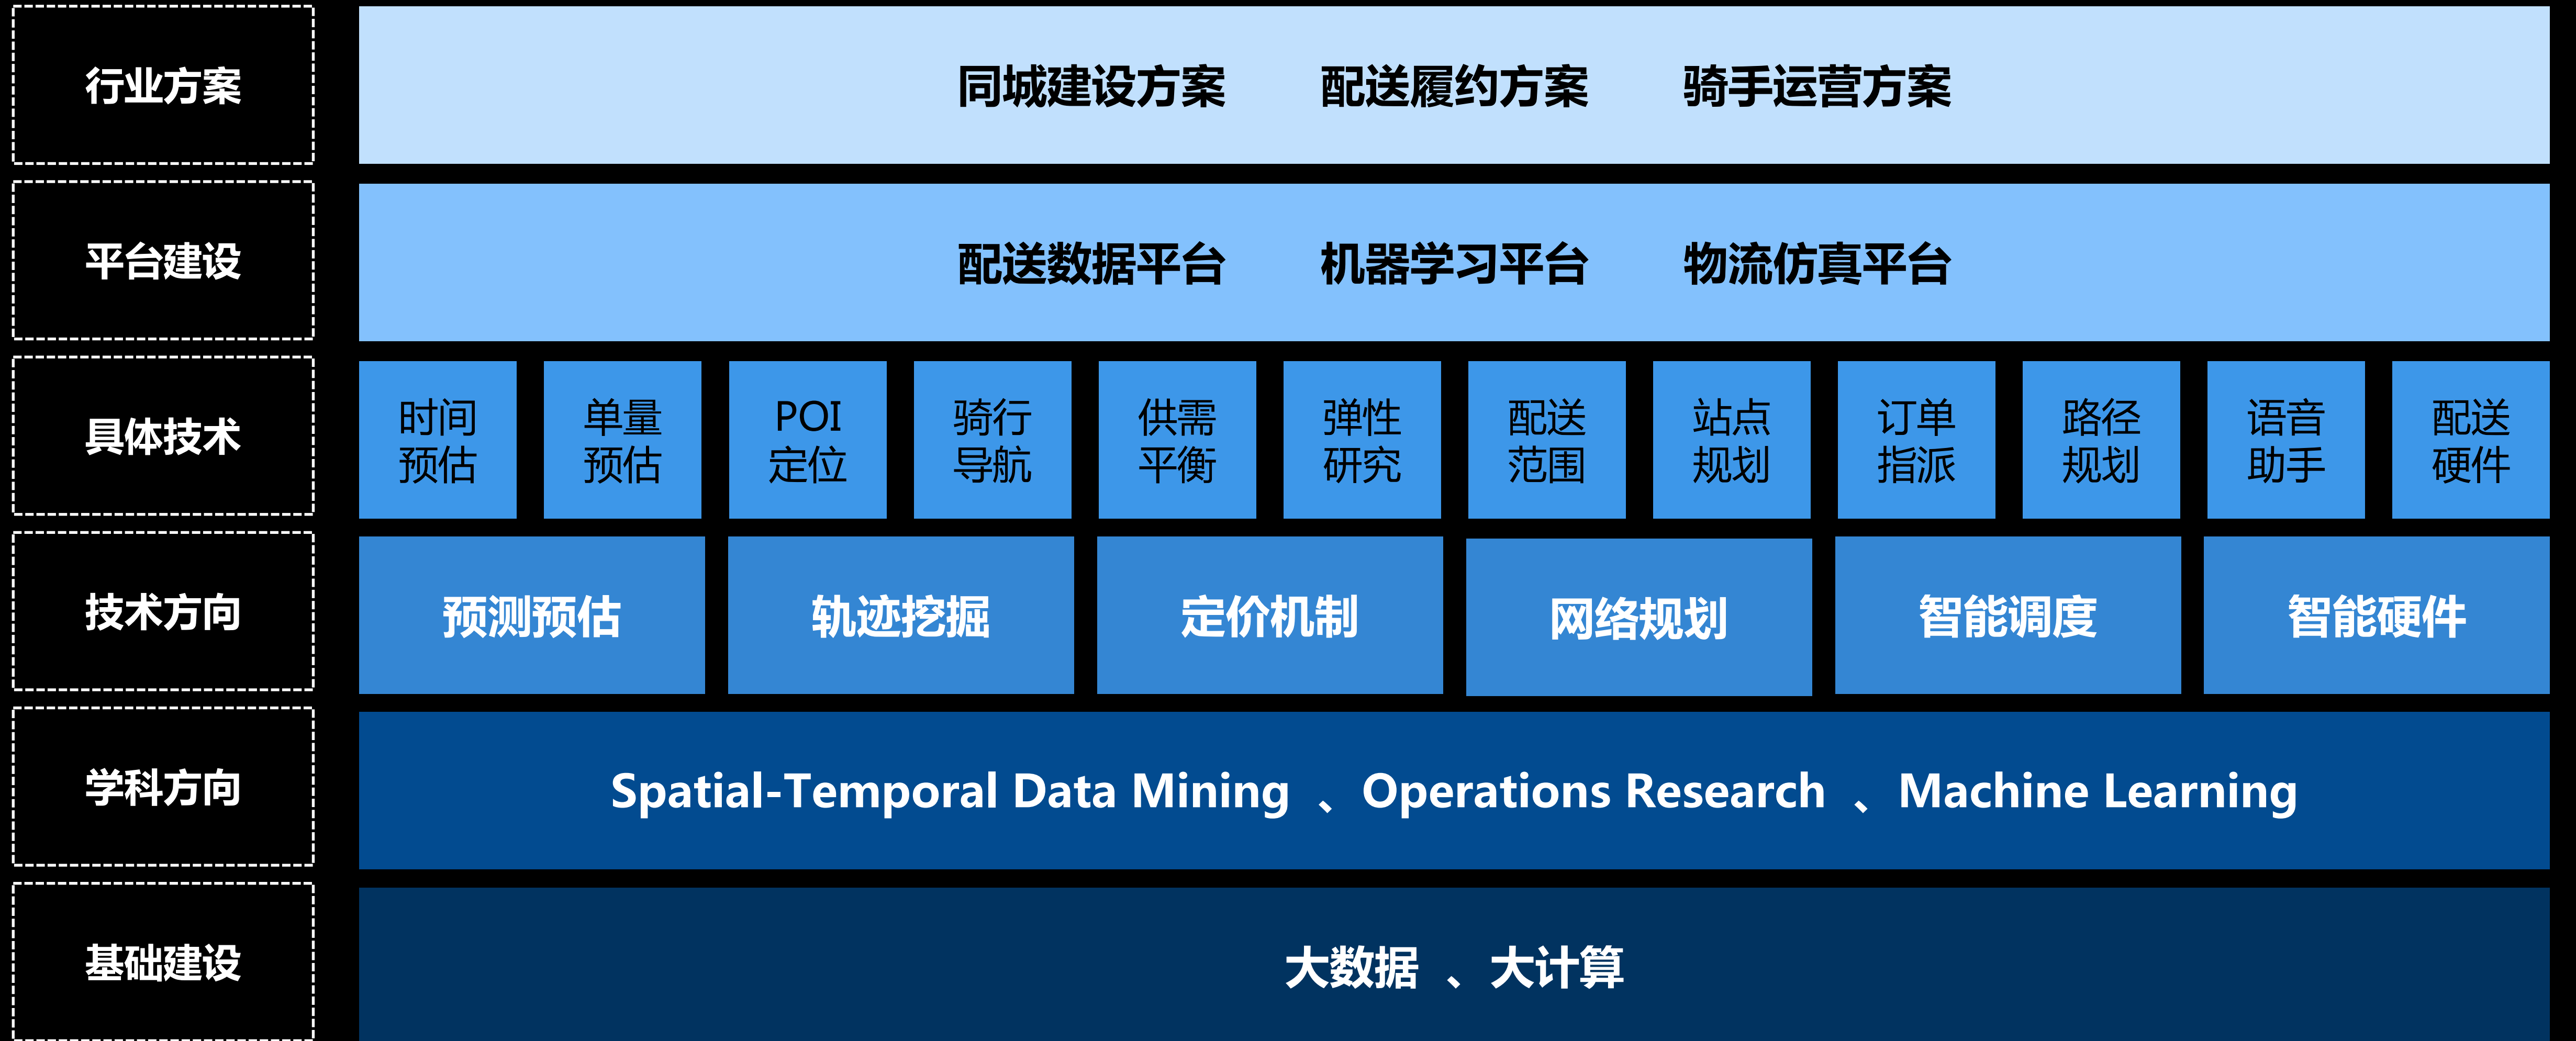 行业方案
同城建设方案 配送履约方案 骑手运营方案
平台建设
配送数据平台 机器学习平台 物流仿真平台
具体技术
时间
预估
单量
预估
POI
定位
骑行
导航
供需
平衡
弹性
研究
配送
范围
站点
规划
订单
指派
路径
规划
语音
助手
配送
硬件
技术方向
预测预估
轨迹挖掘
定价机制
网络规划
智能调度
智能硬件
学科方向
Spatial-Temporal Data Mining 、Operations Research 、Machine Learning
基础建设
大数据 、大计算